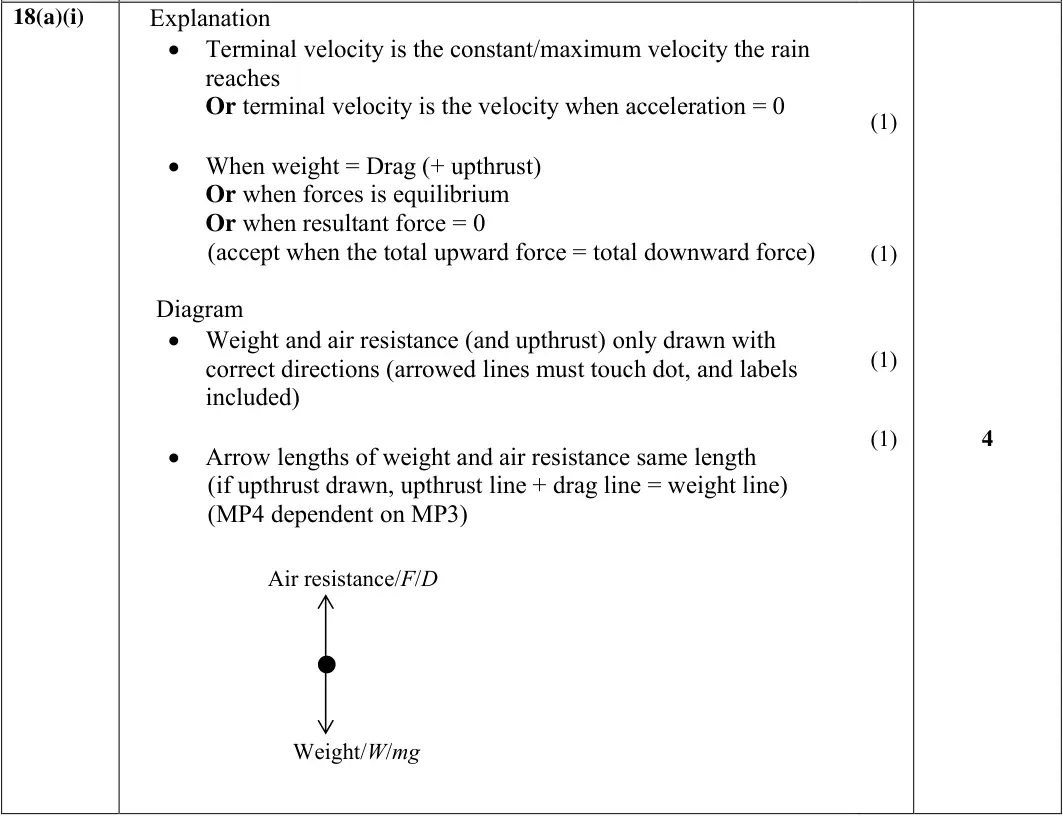 18(a)(i)
Explanation
• Terminal velocity is the constant/maximum velocity the rain
reaches
Or terminal velocity is the velocity when acceleration = 0
(1)
• When weight = Drag (+ upthrust)
Or when forces is equilibrium
Or when resultant force = 0
(accept when the total upward force = total downward force)
(1)
Diagram
• Weight and air resistance (and upthrust) only drawn with
correct directions (arrowed lines must touch dot, and labels
included)
(1)
• Arrow lengths of weight and air resistance same length
(if upthrust drawn, upthrust line + drag line = weight line)
(MP4 dependent on MP3)
(1)
4
Air resistance/F/D
Weight/W/mg